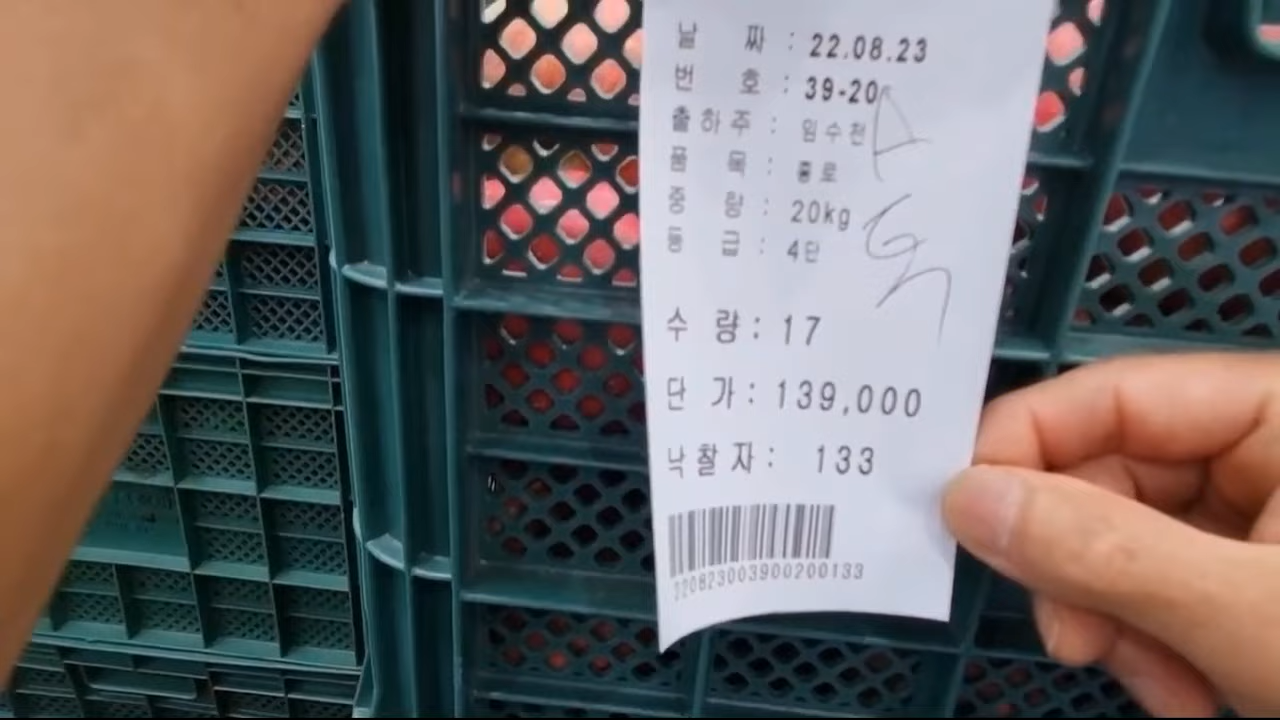 날 짜 : 22.08.23
번 호 : 39-20
출하주 : 임수천
품 목 : 홍로
중 량 : 20kg
등 급 : 4단
수 량 : 17
단 가 : 139,000
낙찰자 : 133
320823003900200133